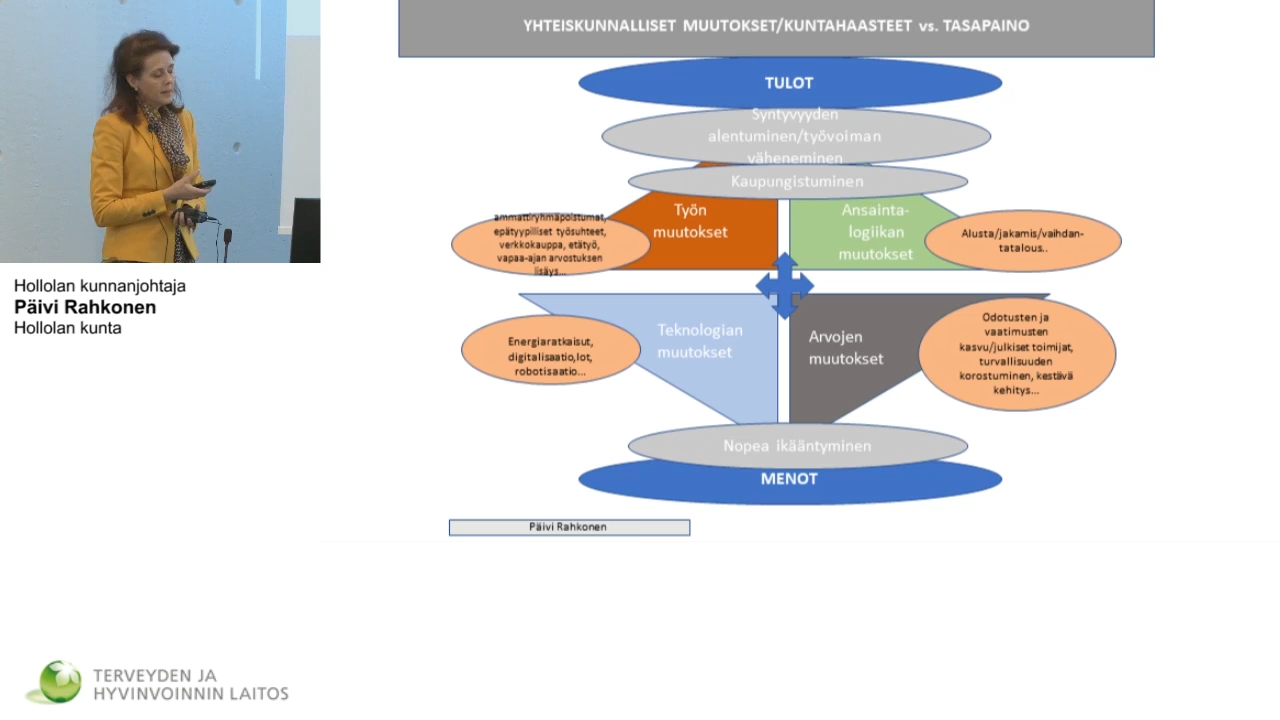 YHTEISKUNNALLISET MUUTOKSET/KUNTAHAASTEET vs. TASAPAINO
TULOT
Syntyvyyden
alentuminen/työvoiman
väheneminen
Kaupungistuminen
Työn
muutokset
Ansainta-
logiikan
muutokset
ammattiryhmäpoistumat,
epätyypilliset työsuhteet,
verkkokauppa, etätyö,
vapaa-ajan arvostuksen
lisäys...
Alusta/jakamis/vaihdan-
tatalous..
Teknologian
muutokset
Arvojen
muutokset
Energiaratkaisut,
digitalisaatio,Iot,
robotisaatio...
Odotusten ja
vaatimusten
kasvu/julkiset toimijat,
turvallisuuden
korostuminen, kestävä
kehitys...
Nopea ikääntyminen
MENOT
Päivi Rahkonen
Hollolan kunnanjohtaja
Päivi Rahkonen
Hollolan kunta
TERVEYDEN JA
HYVINVOINNIN LAITOS